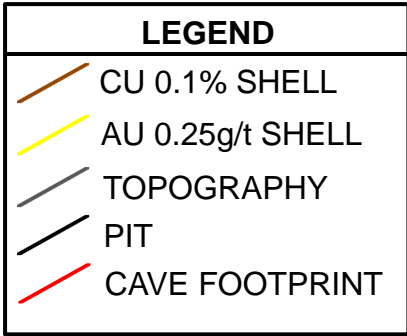 LEGEND
CU 0.1% SHELL
AU 0.25g/t SHELL
TOPOGRAPHY
PIT
CAVE FOOTPRINT